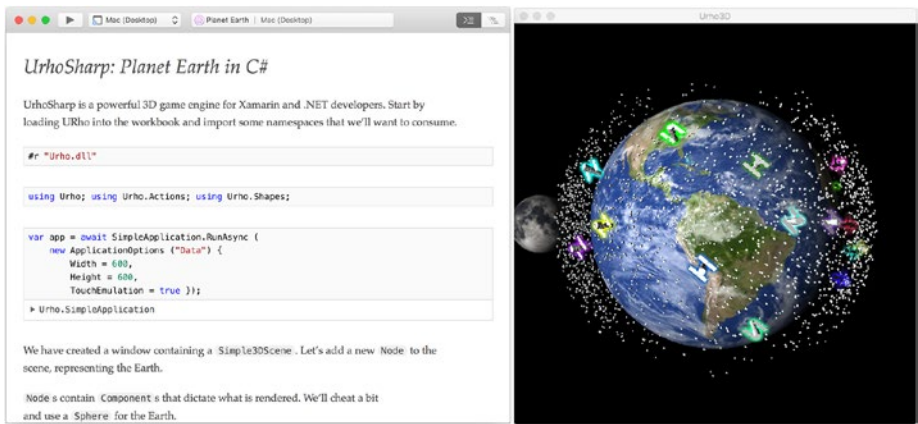 Mac (Desktop)
Planet Earth | Mac (Desktop)
Urho3D
UrhoSharp: Planet Earth in C#
UrhoSharp is a powerful 3D game engine for Xamarin and .NET developers. Start by
loading URho into the workbook and import some namespaces that we'll want to consume.
#r "Urho.dll"
using Urho; using Urho.Actions; using Urho.Shapes;
var app = await SimpleApplication.RunAsync (
new ApplicationOptions ("Data") {
Width = 600,
Height = 600,
TouchEmulation = true });
Urho.SimpleApplication
We have created a window containing a Simple3DScene. Let's add a new Node to the
scene, representing the Earth.
Node s contain Component s that dictate what is rendered. We'll cheat a bit
and use a Sphere for the Earth.